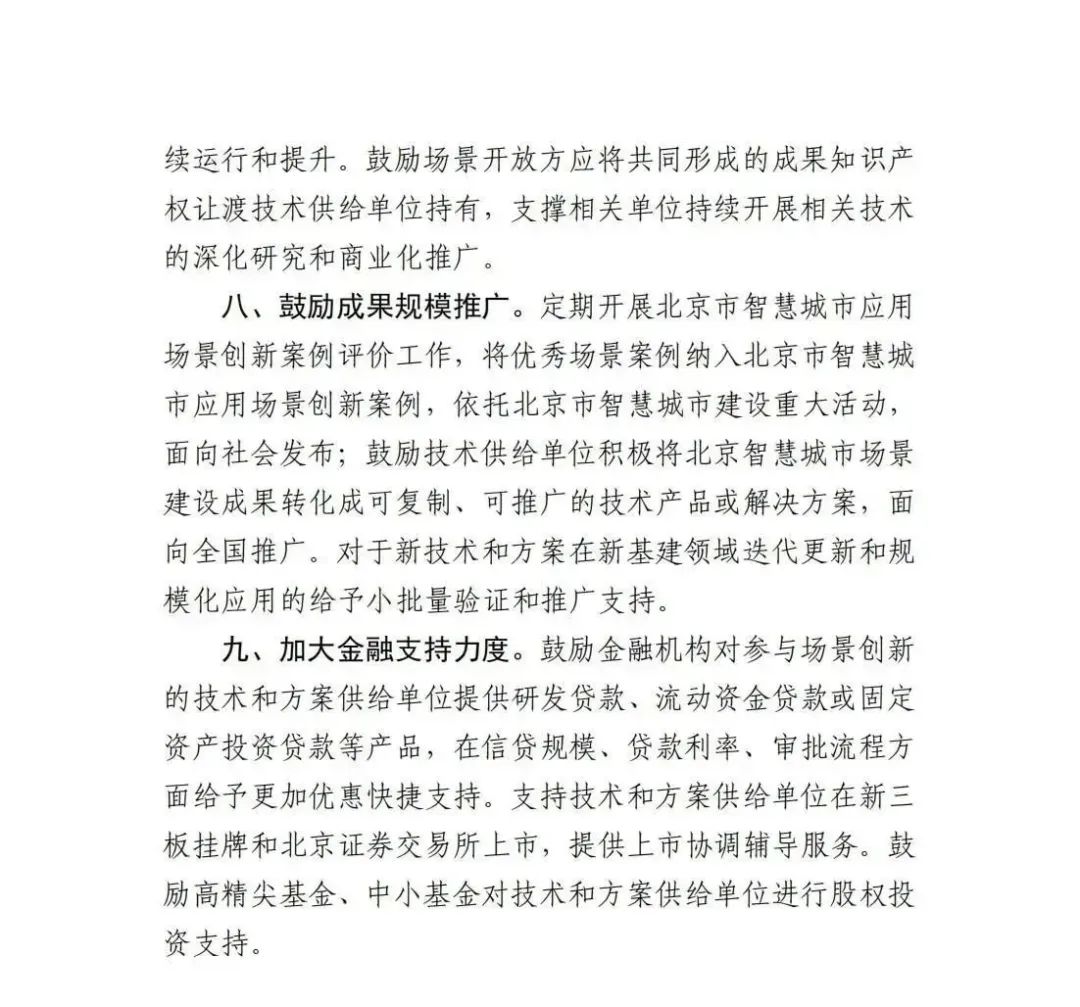 续运行和提升。鼓励场景开放方应将共同形成的成果知识产
权让渡技术供给单位持有，支撑相关单位持续开展相关技术
的深化研究和商业化推广。
八、鼓励成果规模推广。定期开展北京市智慧城市应用
场景创新案例评价工作，将优秀场景案例纳入北京市智慧城
市应用场景创新案例，依托北京市智慧城市建设重大活动，
面向社会发布；鼓励技术供给单位积极将北京智慧城市场景
建设成果转化成可复制、可推广的技术产品或解决方案，面
向全国推广。对于新技术和方案在新基建领域迭代更新和规
模化应用的给予小批量验证和推广支持。
九、加大金融支持力度。鼓励金融机构对参与场景创新
的技术和方案供给单位提供研发贷款、流动资金贷款或固定
资产投资贷款等产品，在信贷规模、贷款利率、审批流程方
面给予更加优惠快捷支持。支持技术和方案供给单位在新三
板挂牌和北京证券交易所上市，提供上市协调辅导服务。鼓
励高精尖基金、中小基金对技术和方案供给单位进行股权投
资支持。